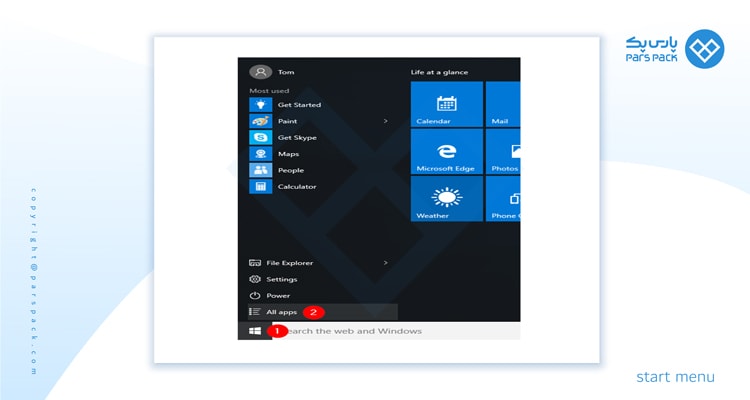 پارس پک
PARS PACK
Tom
Life at a glance
Most used
Get Started
Paint
Get Skype
Maps
People
Calculator
Calendar
Mail
Microsoft Edge
Photos
Weather
Phone
File Explorer
Settings
Power
All apps 2
1 earch the web and Windows
copyright@parspack.com
start menu